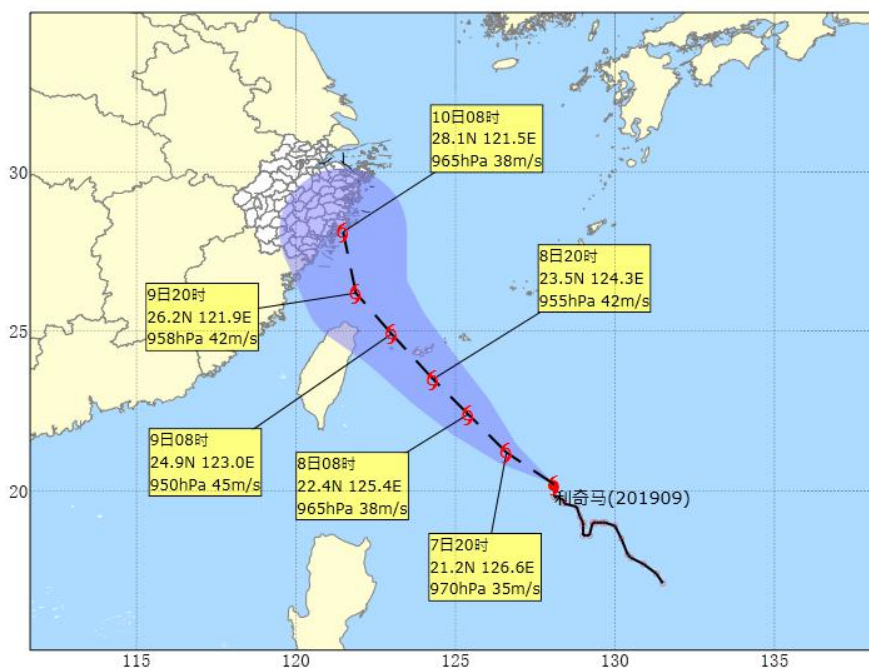 10日08时
28.1N 121.5E
965hPa 38m/s
30
8日20时
23.5N 124.3E
955hPa 42m/s
9日20时
26.2N 121.9E
958hPa 42m/s
25
9日08时
24.9N 123.0E
950hPa 45m/s
8日08时
22.4N 125.4E
965hPa 38m/s
20
利奇马(201909)
7日20时
21.2N 126.6E
970hPa 35m/s
115
120
125
130
135